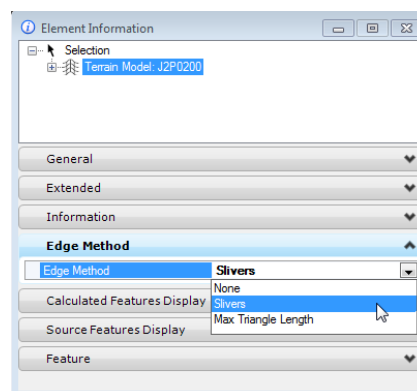 Element Information
Selection
Terrain Model: J2P0200
General
Extended
Information
Edge Method
Edge Method Slivers
None
Slivers
Max Triangle Length
Calculated Features Display
Source Features Display
Feature